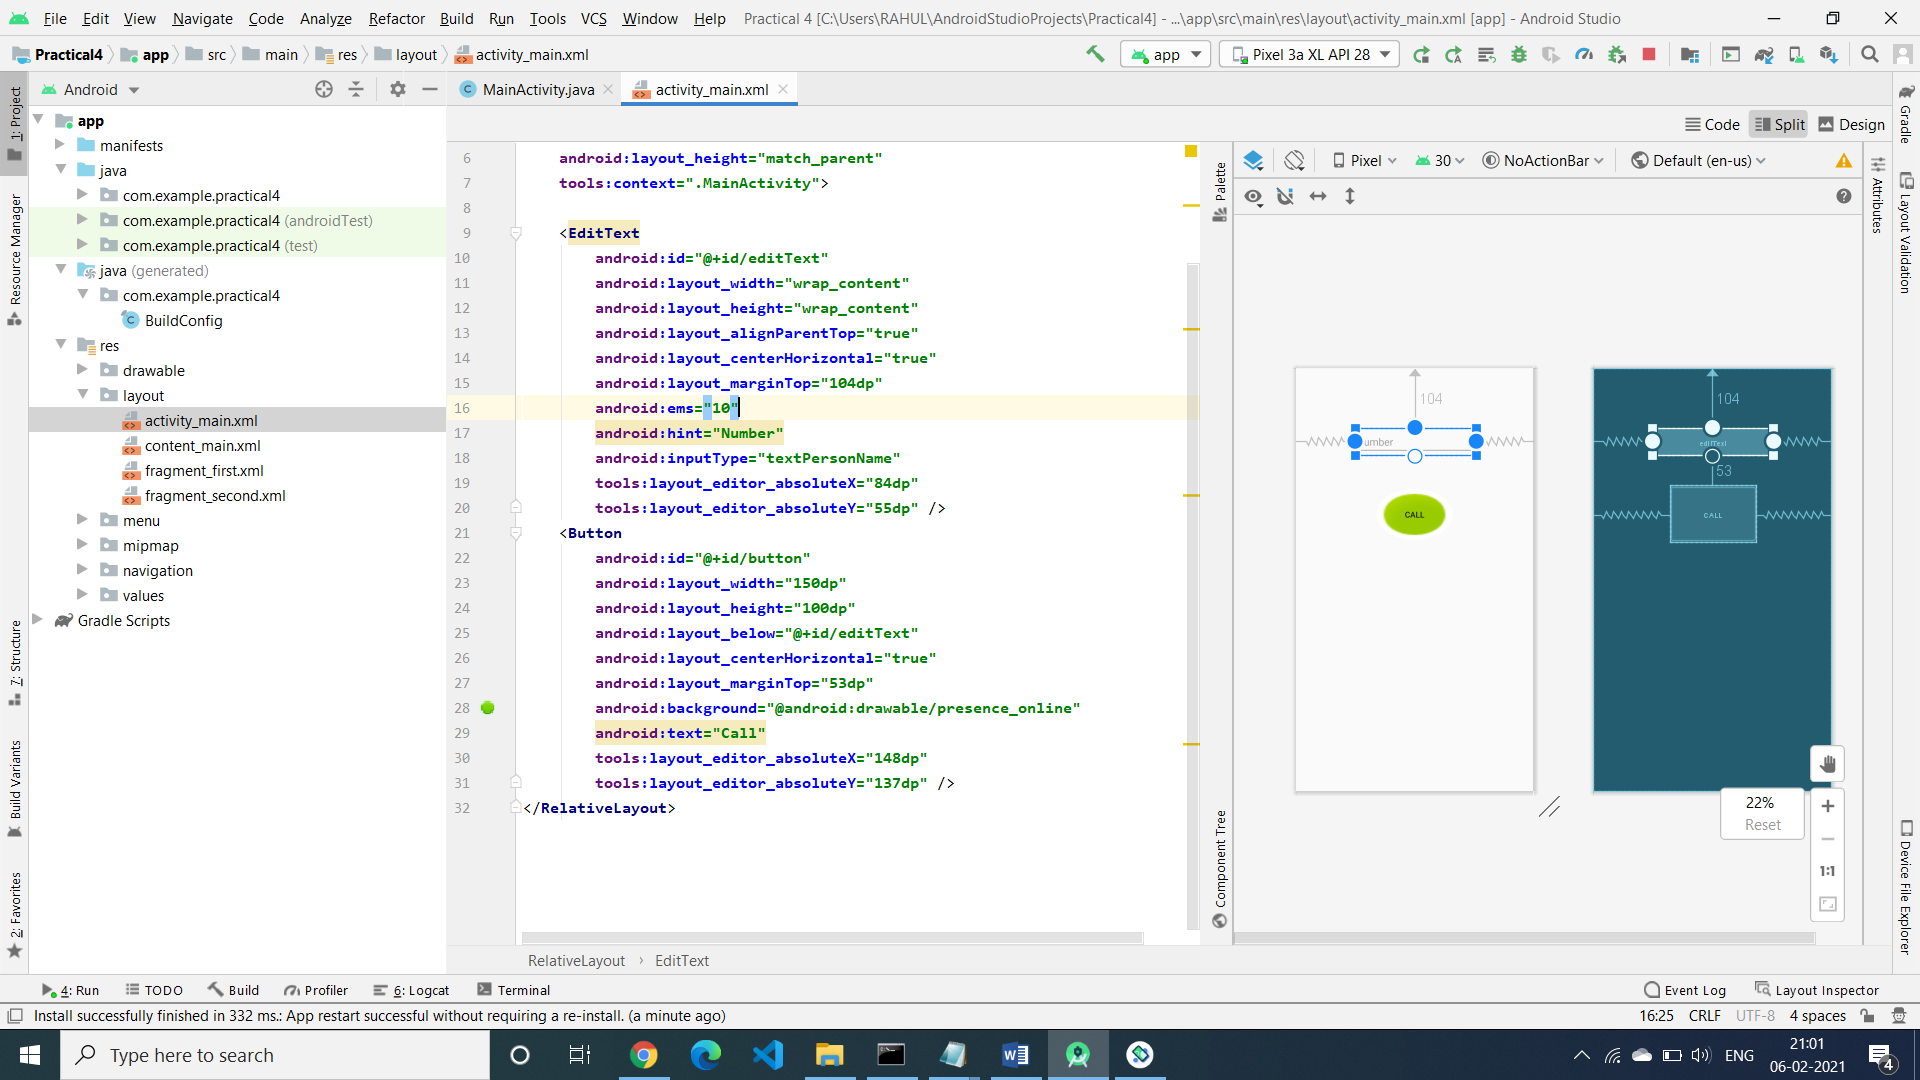 File Edit View Navigate Code Analyze Refactor Build Run Tools VCS Window Help Practical 4 [C:\Users\RAHUL\AndroidStudioProjects\Practical4] - ...\app\src\main\res\layout\activity_main.xml [app] - Android Studio
Practical4 app src main res layout activity_main.xml app Pixel 3a XL API 28
Android
MainActivity.java activity_main.xml
Code Split Design
1: Project
Resource Manager
7: Structure
Build Variants
2: Favorites
app
manifests
java
com.example.practical4
com.example.practical4 (androidTest)
com.example.practical4 (test)
java (generated)
com.example.practical4
BuildConfig
res
drawable
layout
activity_main.xml
content_main.xml
fragment_first.xml
fragment_second.xml
menu
mipmap
navigation
values
Gradle Scripts
6 android:layout_height="match_parent"
7 tools:context=".MainActivity">
8
9 <EditText
10 android:id="@+id/editText"
11 android:layout_width="wrap_content"
12 android:layout_height="wrap_content"
13 android:layout_alignParentTop="true"
14 android:layout_centerHorizontal="true"
15 android:layout_marginTop="104dp"
16 android:ems="10"
17 android:hint="Number"
18 android:inputType="textPersonName"
19 tools:layout_editor_absoluteX="84dp"
20 tools:layout_editor_absoluteY="55dp" />
21 <Button
22 android:id="@+id/button"
23 android:layout_width="150dp"
24 android:layout_height="100dp"
25 android:layout_below="@+id/editText"
26 android:layout_centerHorizontal="true"
27 android:layout_marginTop="53dp"
28 android:background="@android:drawable/presence_online"
29 android:text="Call"
30 tools:layout_editor_absoluteX="148dp"
31 tools:layout_editor_absoluteY="137dp" />
32 </RelativeLayout>
RelativeLayout › EditText
Palette
Component Tree
Pixel 30 NoActionBar Default (en-us)
104
umber
CALL
104
editText
53
CALL
22%
Reset
1:1
Attributes
Gradle
Layout Validation
Device File Explorer
4: Run TODO Build Profiler 6: Logcat Terminal Event Log Layout Inspector
Install successfully finished in 332 ms.: App restart successful without requiring a re-install. (a minute ago) 16:25 CRLF UTF-8 4 spaces
Type here to search ENG 21:01
06-02-2021 4